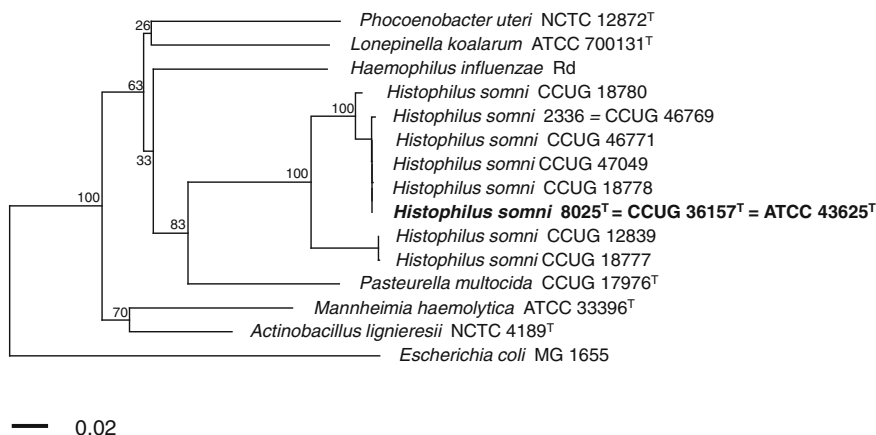 Phocoenobacter uteri NCTC 12872ᵀ
26
Lonepinella koalarum ATCC 700131ᵀ
Haemophilus influenzae Rd
63
Histophilus somni CCUG 18780
100
Histophilus somni 2336 = CCUG 46769
Histophilus somni CCUG 46771
33
Histophilus somni CCUG 47049
100
Histophilus somni CCUG 18778
100
Histophilus somni 8025ᵀ = CCUG 36157ᵀ = ATCC 43625ᵀ
83
Histophilus somni CCUG 12839
Histophilus somni CCUG 18777
Pasteurella multocida CCUG 17976ᵀ
Mannheimia haemolytica ATCC 33396ᵀ
70
Actinobacillus lignieresii NCTC 4189ᵀ
Escherichia coli MG 1655
0.02